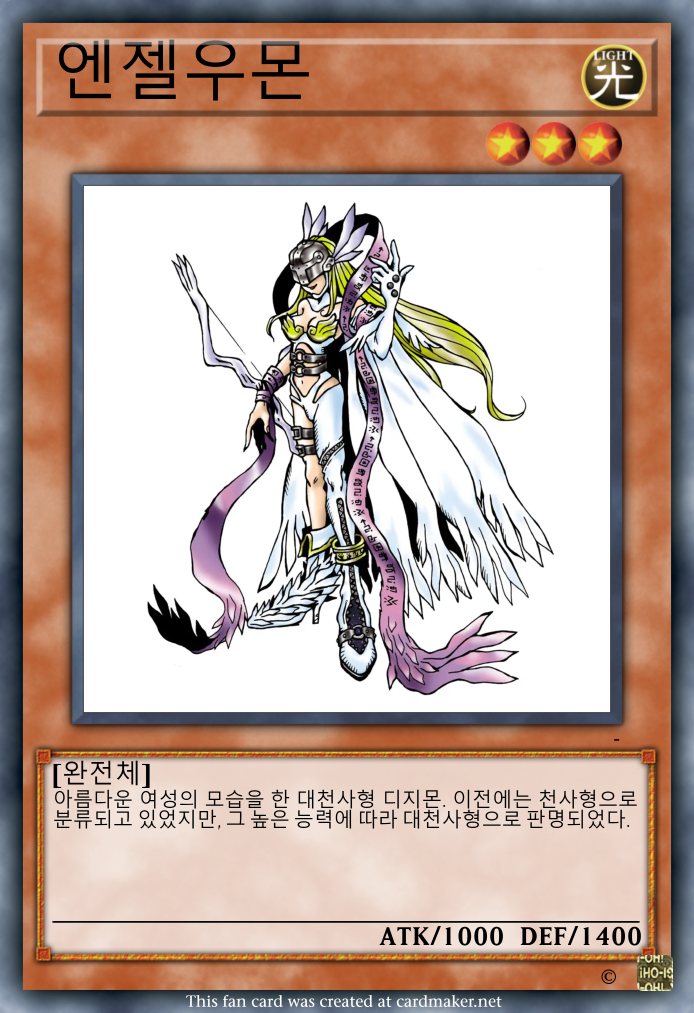 엔젤우몬
LIGHT
光
-
[완전체]
아름다운 여성의 모습을 한 대천사형 디지몬. 이전에는 천사형으로
분류되고 있었지만, 그 높은 능력에 따라 대천사형으로 판명되었다.
ATK/1000 DEF/1400
©
This fan card was created at cardmaker.net